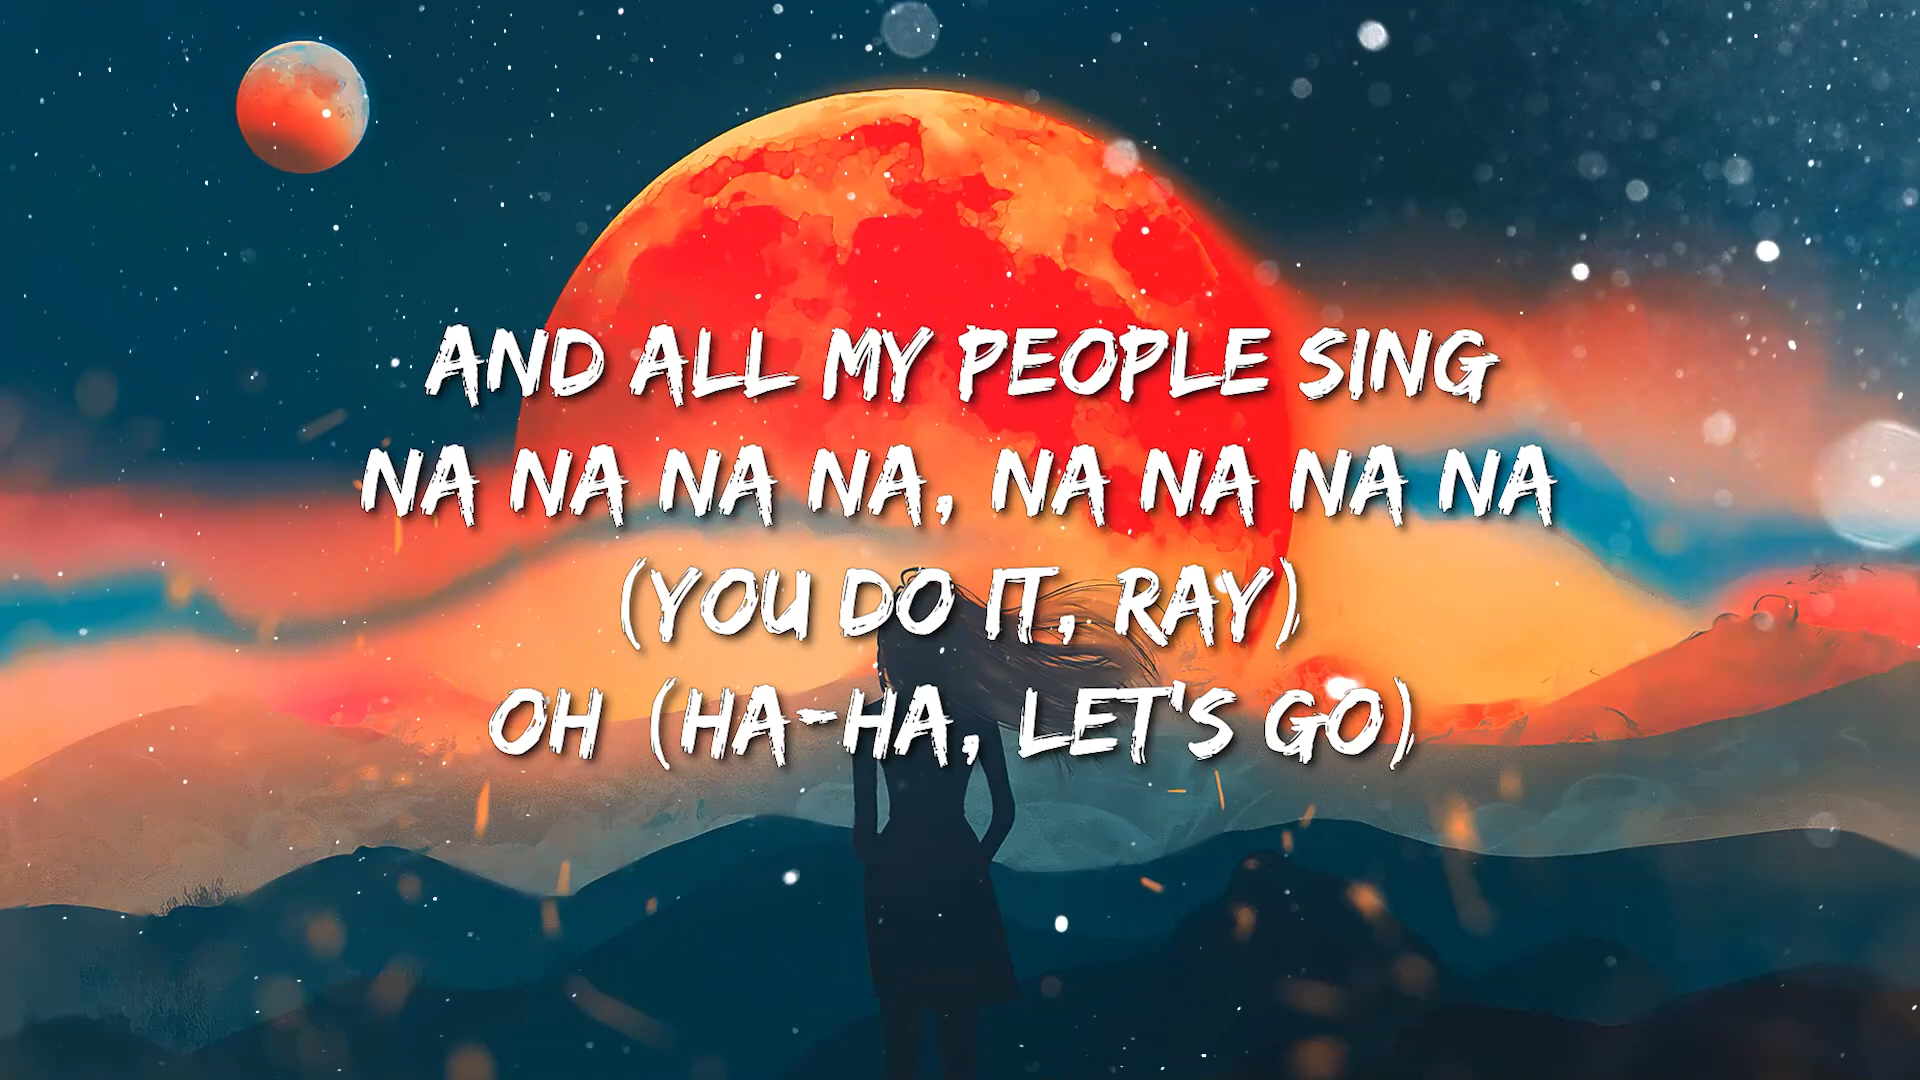 AND ALL MY PEOPLE SING
NA NA NA NA, NA NA NA NA
(YOU DO IT, RAY)
OH (HA-HA, LET'S GO)